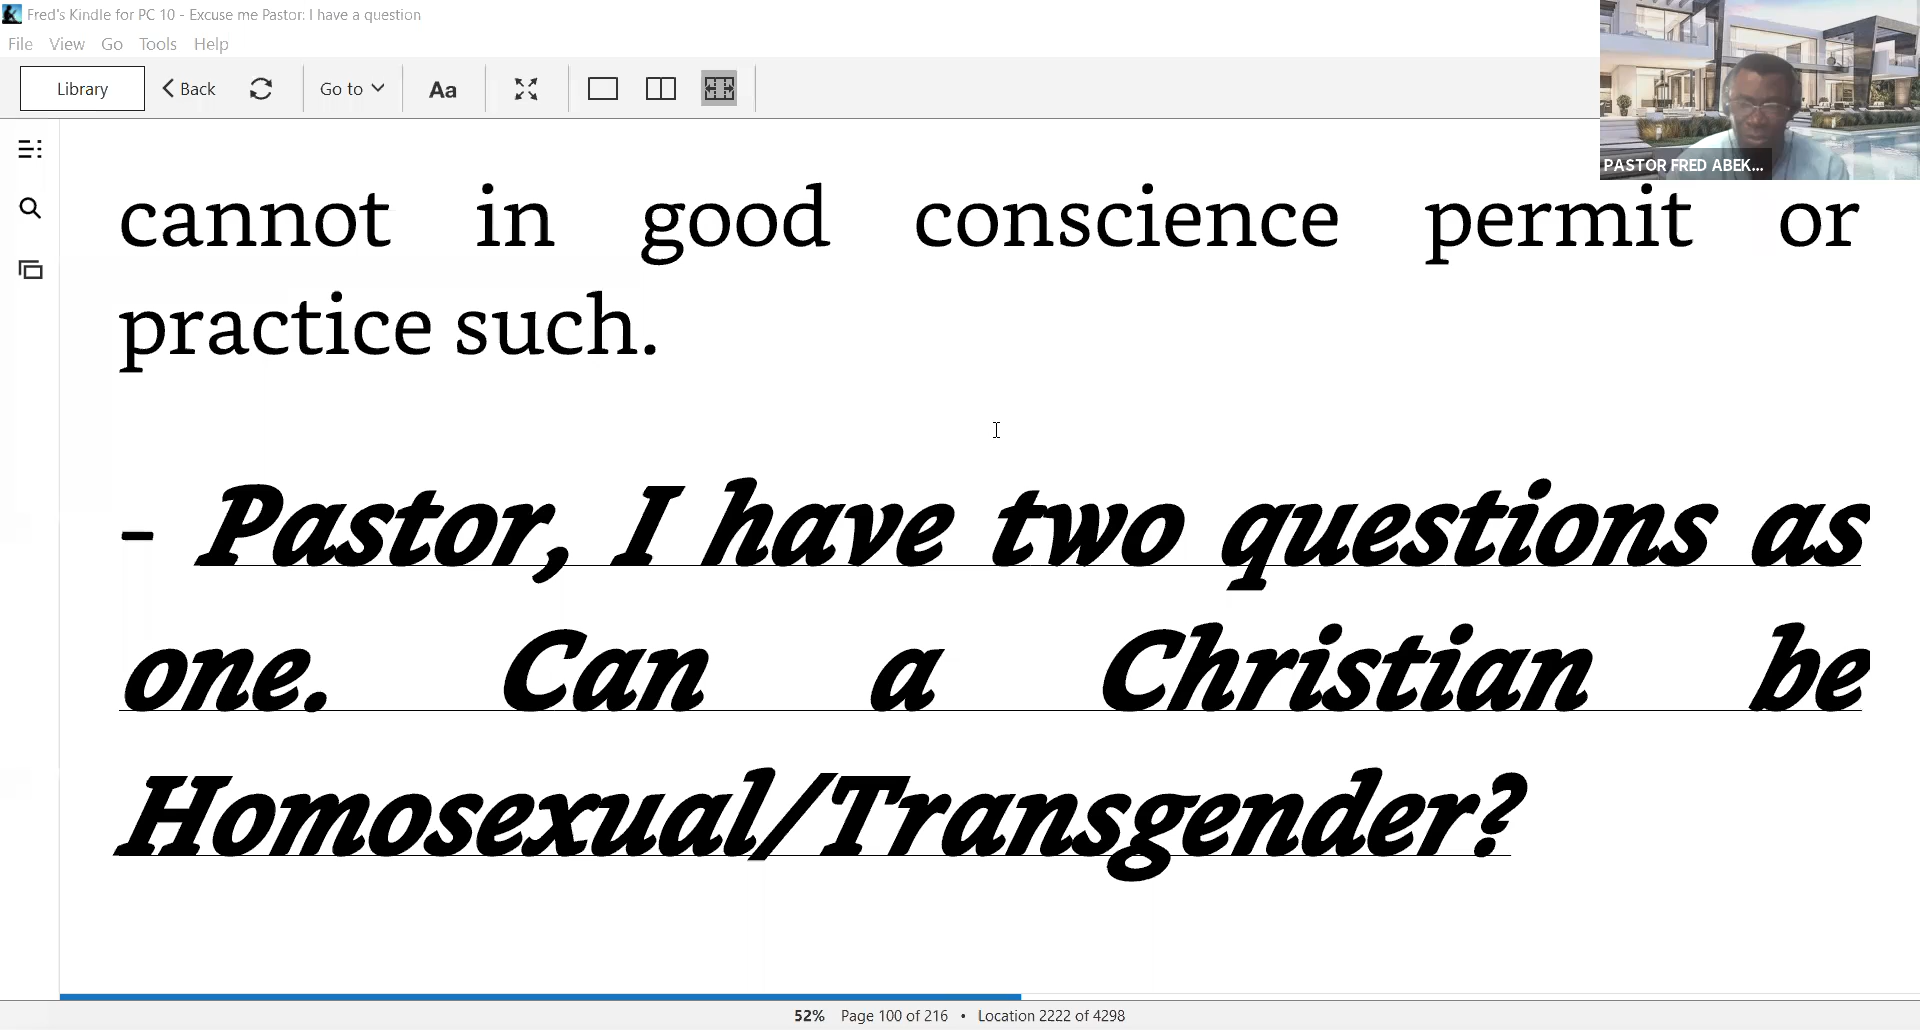 Fred's Kindle for PC 10 - Excuse me Pastor: I have a question
File View Go Tools Help
Library Back Go to Aa
PASTOR FRED ABEK...
cannot in good conscience permit or
practice such.
- Pastor, I have two questions as
one. Can a Christian be
Homosexual/Transgender?
52% Page 100 of 216 • Location 2222 of 4298